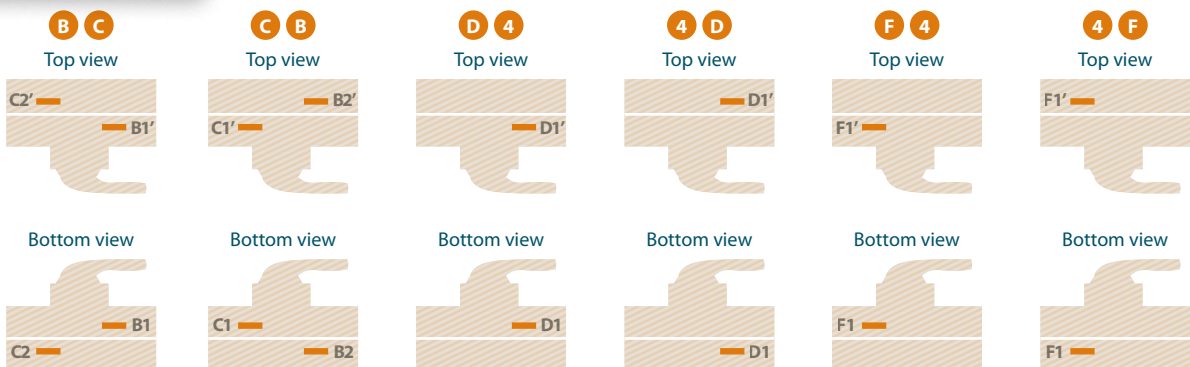 B C C B D 4 4 D F 4 4 F
Top view Top view Top view Top view Top view Top view
C2’ B2’ D1’ F1’
B1’ C1’ D1’ F1’
Bottom view Bottom view Bottom view Bottom view Bottom view Bottom view
B1 C1 D1 F1
C2 B2 D1 F1